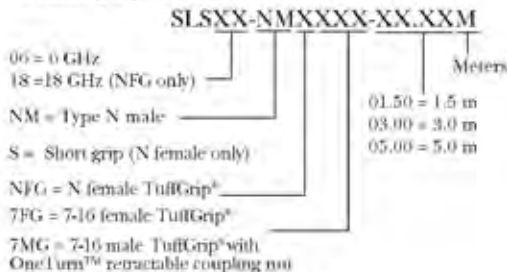 SLSXX-NMXXXX-XX.XXM
06 = 6 GHz
18 =18 GHz (NFG only)
Meters
NM = Type N male
01.50 = 1.5 m
03.00 = 3.0 m
05.00 = 5.0 m
S = Short grip (N female only)
NFG = N female TuffGrip®
7FG = 7-16 female TuffGrip®
7MG = 7-16 male TuffGrip® with
OneTurn™ retractable coupling nut